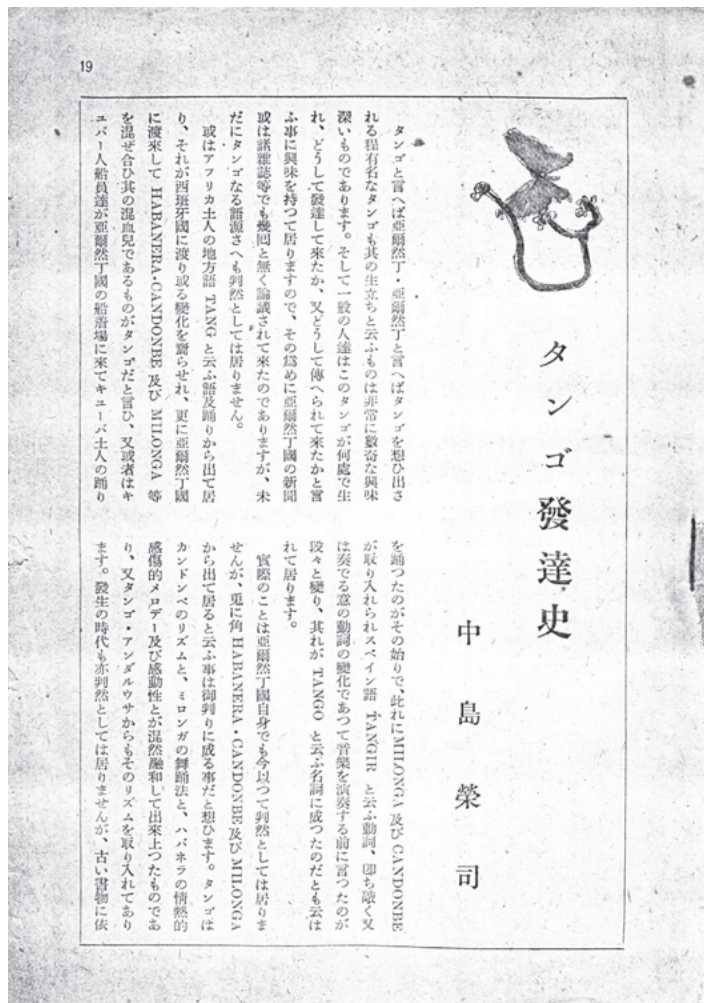 19
タンゴ發達史
中島榮司
タンゴと言へば亞爾然丁・亞爾然丁と言へばタンゴを想ひ出さ
れる程有名なタンゴも其の生立ちと云ふものは非常に數奇な興味
深いものであります。そして一般の人達はこのタンゴが何處で生
れ、どうして發達して來たか、又どうして傳へられて來たかと言
ふ事に興味を持つて居りますので、その爲めに亞爾然丁國の新聞
或は諸雜誌等でも幾回と無く論議されて來たのでありますが、未
だにタンゴなる語源さへも判然としては居りません。
或はアフリカ土人の地方語 TANG と云ふ語及踊りから出て居
り、それが西班牙國に渡り或る變化を齎らせれ、更に亞爾然丁國
に渡來して HABANERA・CANDONBE 及び MILONGA 等
を混ぜ合ひ其の混血兒であるものがタンゴだと言ひ、又或者はキ
ユバー人船員達が亞爾然丁國の船着場に來てキューバ土人の踊り
を踊つたのがその始りで、此れにMILONGA 及び CANDONBE
が取り入れられスペイン語 TANGIR と云ふ動詞、卽ち敲く又
は奏でる意の動詞の變化であつて音樂を演奏する前に言つたのが
段々と變り、其れが TANGO と云ふ名詞に成つたのだとも云は
れて居ります。
實際のことは亞爾然丁國自身でも今以つて判然としては居りま
せんが、兎に角 HABANERA・CANDONBE 及び MILONGA
から出て居ると云ふ事は御判りに成る事だと想ひます。タンゴは
カンドンベのリズムと、ミロンガの舞踊法と、ハバネラの情熱的
感傷的メロデー及び感動性とが混然融和して出來上つたものであ
り、又タンゴ・アンダルウサからもそのリズムを取り入れてあり
ます。發生の時代も亦判然としては居りませんが、古い書物に依